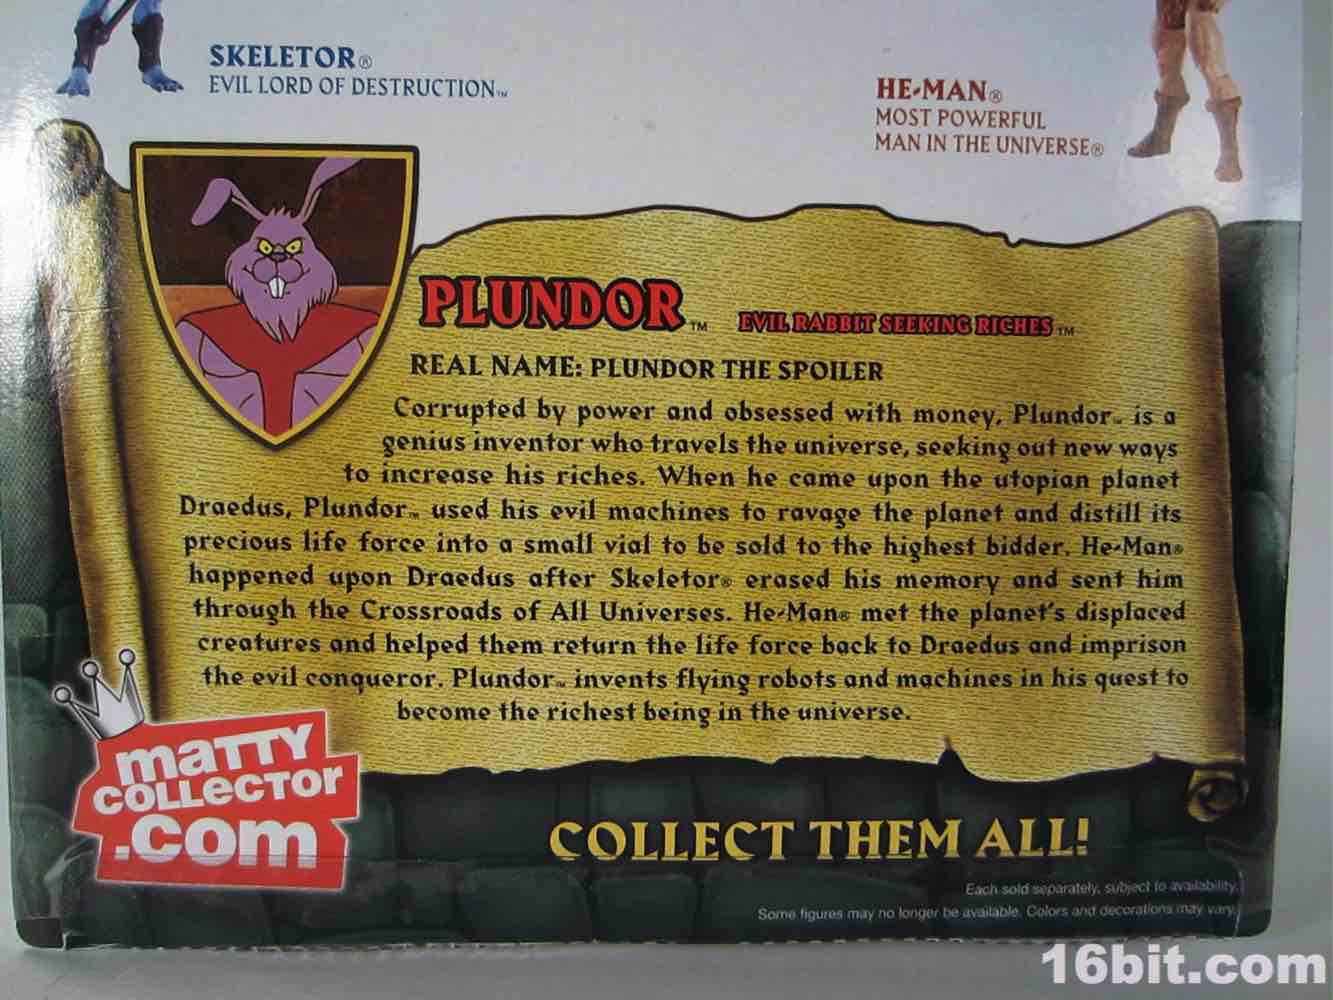 SKELETOR®
EVIL LORD OF DESTRUCTION™
HE-MAN®
MOST POWERFUL
MAN IN THE UNIVERSE®
PLUNDOR™ EVIL RABBIT SEEKING RICHES™
REAL NAME: PLUNDOR THE SPOILER
Corrupted by power and obsessed with money, Plundor™ is a
genius inventor who travels the universe, seeking out new ways
to increase his riches. When he came upon the utopian planet
Draedus, Plundor™ used his evil machines to ravage the planet and distill its
precious life force into a small vial to be sold to the highest bidder. He-Man®
happened upon Draedus after Skeletor® erased his memory and sent him
through the Crossroads of All Universes. He-Man® met the planet's displaced
creatures and helped them return the life force back to Draedus and imprison
the evil conqueror. Plundor™ invents flying robots and machines in his quest to
become the richest being in the universe.
maTTY
COLLECTOR
.com
COLLECT THEM ALL!
Each sold separately, subject to availability.
Some figures may no longer be available. Colors and decorations may vary.
16bit.com